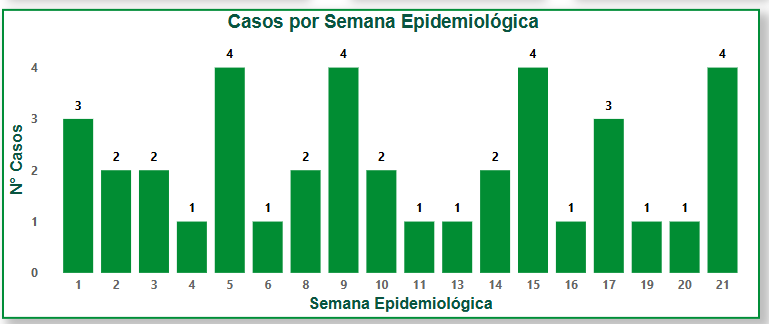 Casos por Semana Epidemiológica
4 4 4 4
4
3 3
3
2 2 2 2 2
2
1 1 1 1 1 1 1
1
0
N° Casos
1 2 3 4 5 6 8 9 10 11 13 14 15 16 17 19 20 21
Semana Epidemiológica